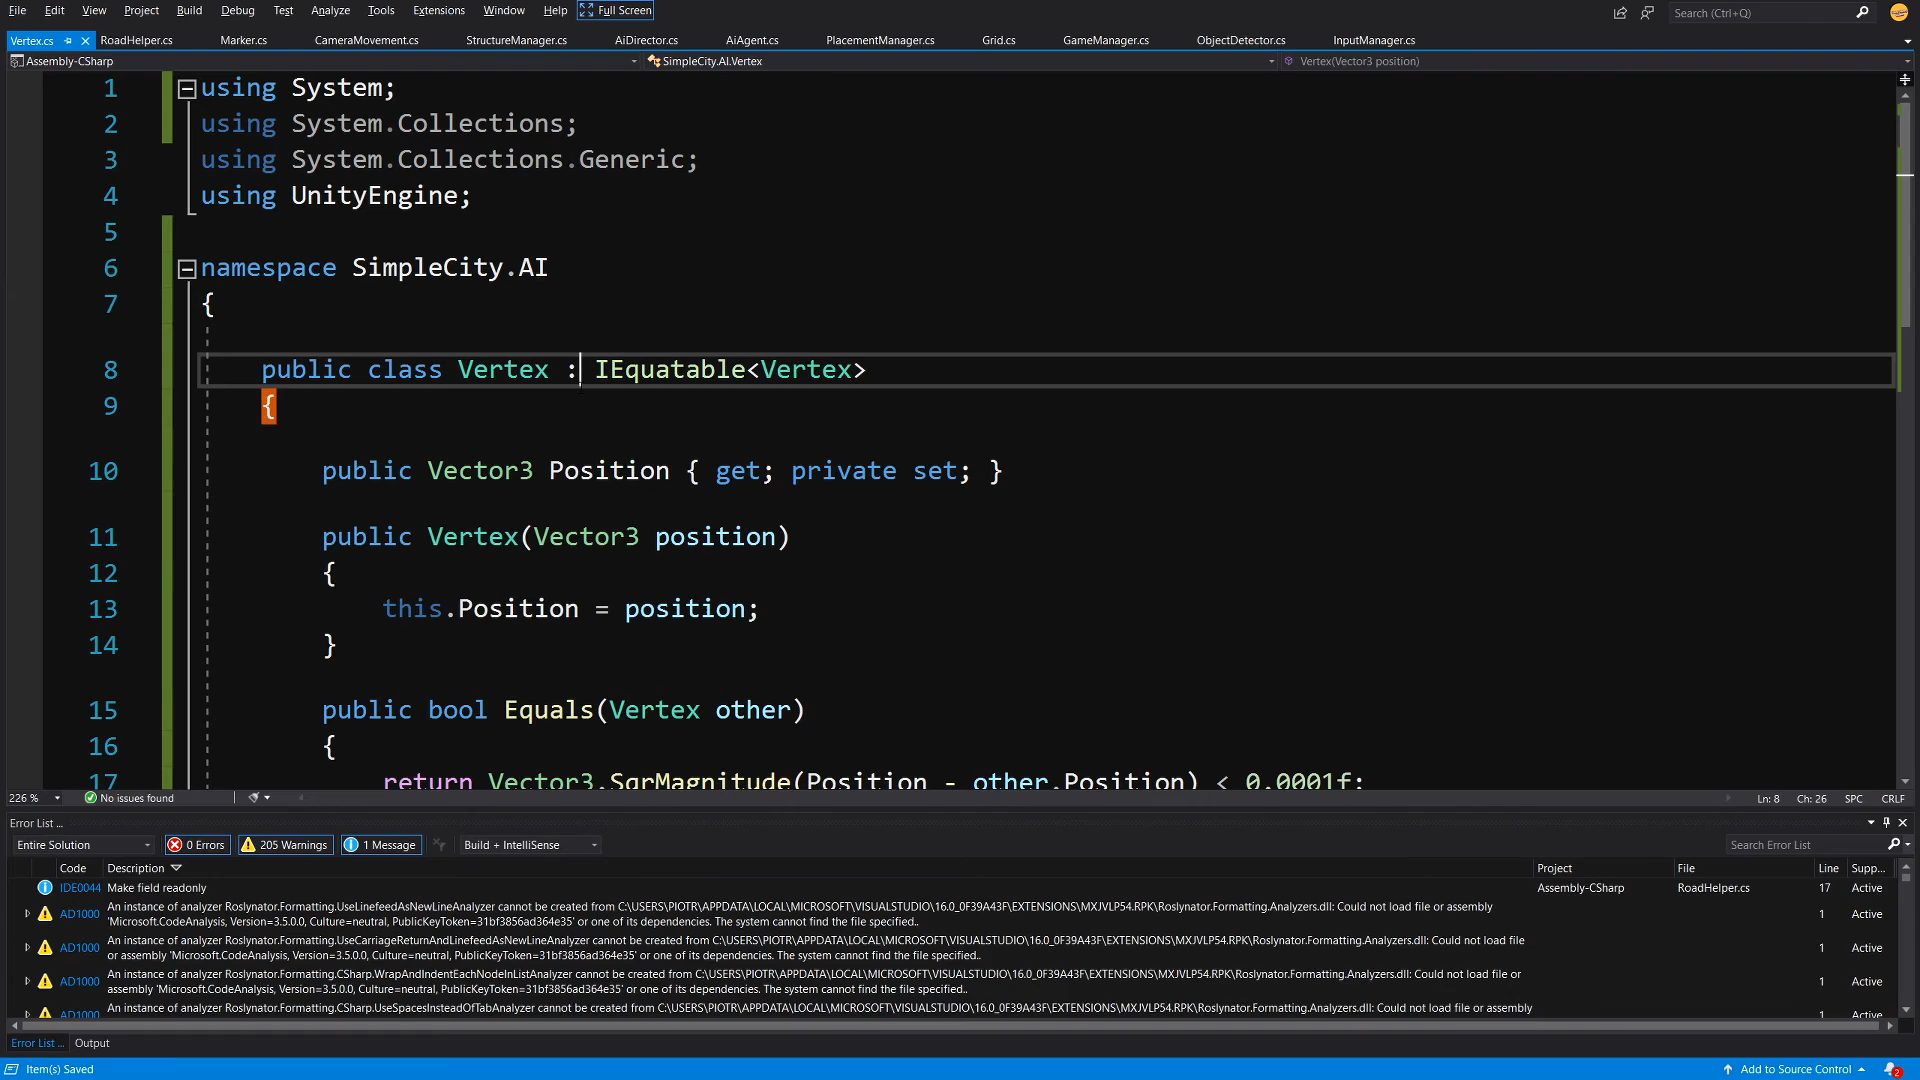 File Edit View Project Build Debug Test Analyze Tools Extensions Window Help Full Screen Search (Ctrl+Q)
Vertex.cs RoadHelper.cs Marker.cs CameraMovement.cs StructureManager.cs AiDirector.cs AiAgent.cs PlacementManager.cs Grid.cs GameManager.cs ObjectDetector.cs InputManager.cs
Assembly-CSharp SimpleCity.AI.Vertex Vertex(Vector3 position)
1 using System;
2 using System.Collections;
3 using System.Collections.Generic;
4 using UnityEngine;
5
6 namespace SimpleCity.AI
7 {
8 public class Vertex : IEquatable<Vertex>
9 {
10 public Vector3 Position { get; private set; }
11 public Vertex(Vector3 position)
12 {
13 this.Position = position;
14 }
15 public bool Equals(Vertex other)
16 {
17 return Vector3.SqrMagnitude(Position - other.Position) < 0.0001f;
226 % No issues found Ln: 8 Ch: 26 SPC CRLF
Error List ...
Entire Solution 0 Errors 205 Warnings 1 Message Build + IntelliSense Search Error List
Code Description Project File Line Supp...
IDE0044 Make field readonly Assembly-CSharp RoadHelper.cs 17 Active
AD1000 An instance of analyzer Roslynator.Formatting.UseLinefeedAsNewLineAnalyzer cannot be created from C:\USERS\PIOTR\APPDATA\LOCAL\MICROSOFT\VISUALSTUDIO\16.0_0F39A43F\EXTENSIONS\MXJVLP54.RPK\Roslynator.Formatting.Analyzers.dll: Could not load file or assembly 1 Active
'Microsoft.CodeAnalysis, Version=3.5.0.0, Culture=neutral, PublicKeyToken=31bf3856ad364e35' or one of its dependencies. The system cannot find the file specified..
AD1000 An instance of analyzer Roslynator.Formatting.UseCarriageReturnAndLinefeedAsNewLineAnalyzer cannot be created from C:\USERS\PIOTR\APPDATA\LOCAL\MICROSOFT\VISUALSTUDIO\16.0_0F39A43F\EXTENSIONS\MXJVLP54.RPK\Roslynator.Formatting.Analyzers.dll: Could not load file 1 Active
or assembly 'Microsoft.CodeAnalysis, Version=3.5.0.0, Culture=neutral, PublicKeyToken=31bf3856ad364e35' or one of its dependencies. The system cannot find the file specified..
AD1000 An instance of analyzer Roslynator.Formatting.CSharp.WrapAndIndentEachNodeInListAnalyzer cannot be created from C:\USERS\PIOTR\APPDATA\LOCAL\MICROSOFT\VISUALSTUDIO\16.0_0F39A43F\EXTENSIONS\MXJVLP54.RPK\Roslynator.Formatting.Analyzers.dll: Could not load file or 1 Active
assembly 'Microsoft.CodeAnalysis, Version=3.5.0.0, Culture=neutral, PublicKeyToken=31bf3856ad364e35' or one of its dependencies. The system cannot find the file specified..
AD1000 An instance of analyzer Roslynator.Formatting.CSharp.UseSpacesInsteadOfTabAnalyzer cannot be created from C:\USERS\PIOTR\APPDATA\LOCAL\MICROSOFT\VISUALSTUDIO\16.0_0F39A43F\EXTENSIONS\MXJVLP54.RPK\Roslynator.Formatting.Analyzers.dll: Could not load file or assembly 1 Active
Error List ... Output
Item(s) Saved Add to Source Control 2